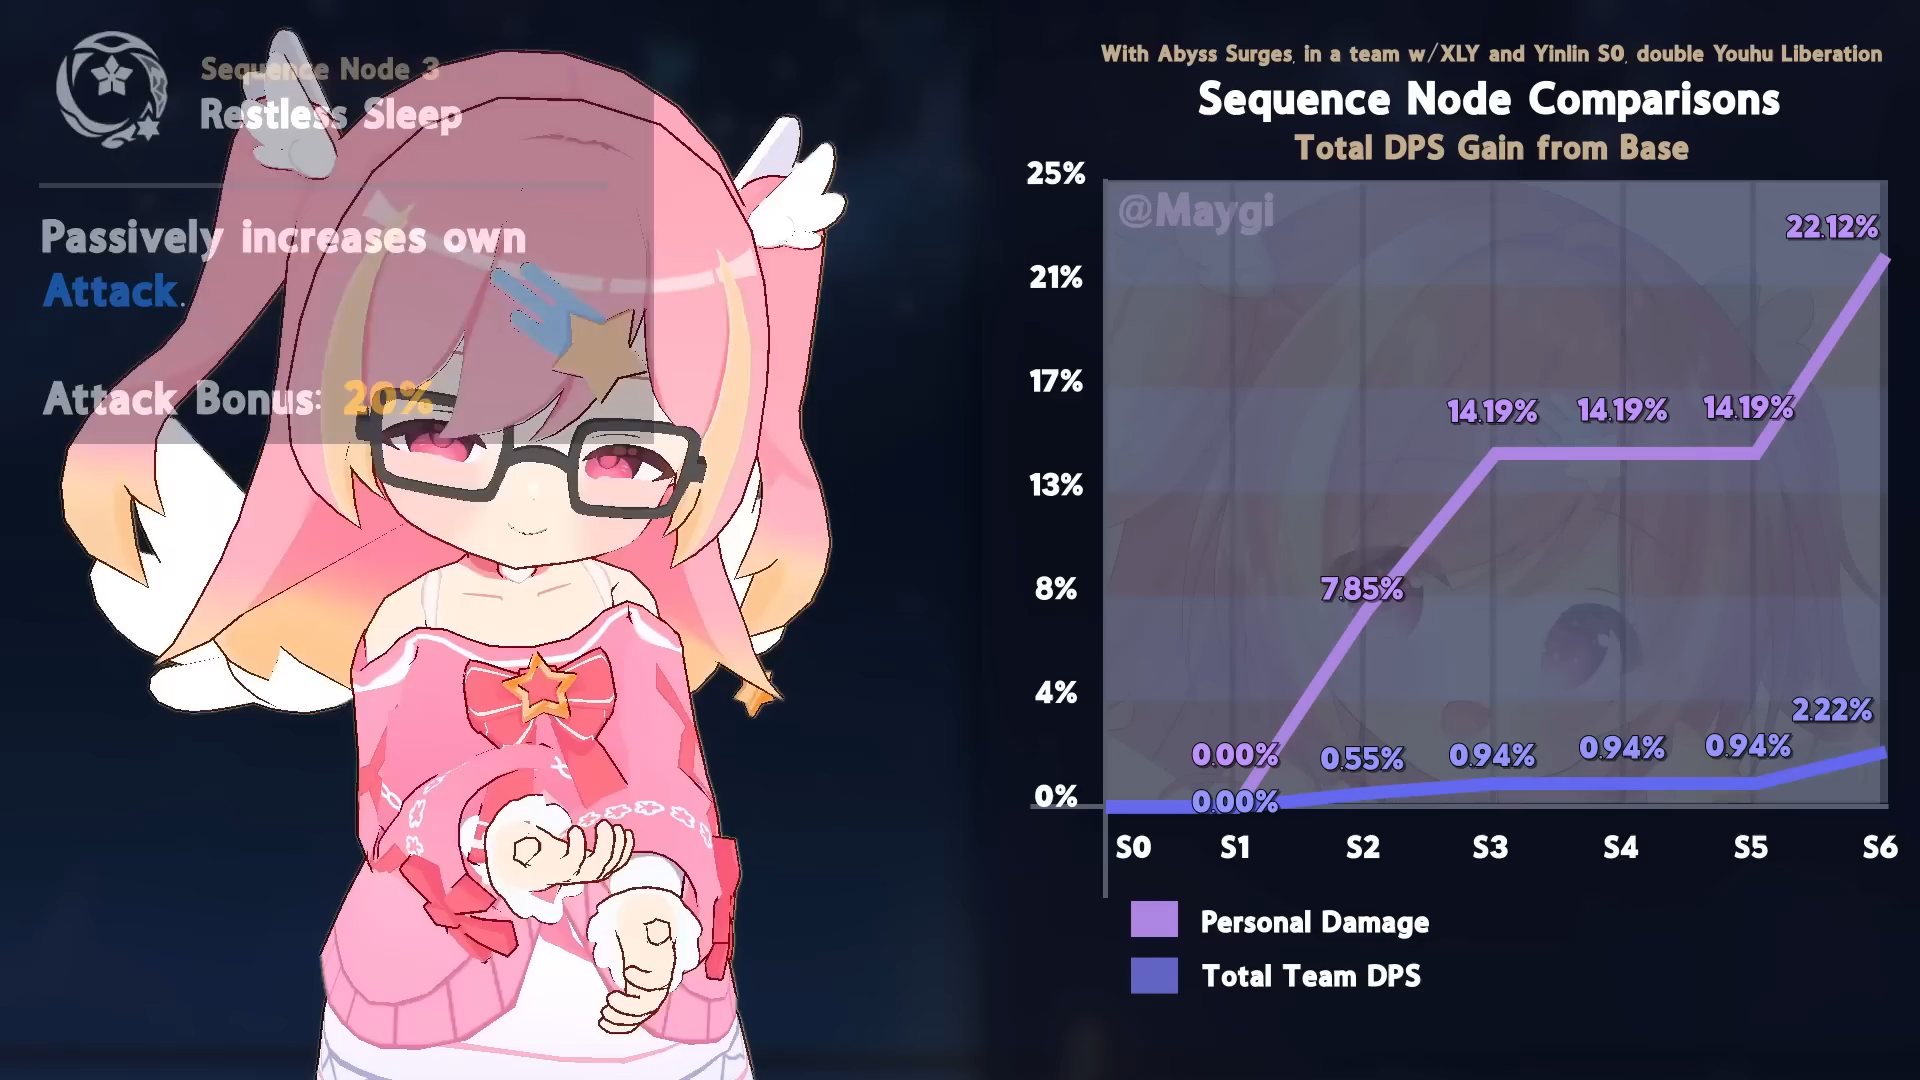 Sequence Node 3
Restless Sleep
Passively increases own
Attack.
Attack Bonus: 20%
With Abyss Surges, in a team w/XLY and Yinlin S0, double Youhu Liberation
Sequence Node Comparisons
Total DPS Gain from Base
25%
21%
17%
13%
8%
4%
0%
@Maygi
22.12%
14.19% 14.19% 14.19%
7.85%
0.00%
2.22%
0.00% 0.55% 0.94% 0.94% 0.94%
S0 S1 S2 S3 S4 S5 S6
Personal Damage
Total Team DPS